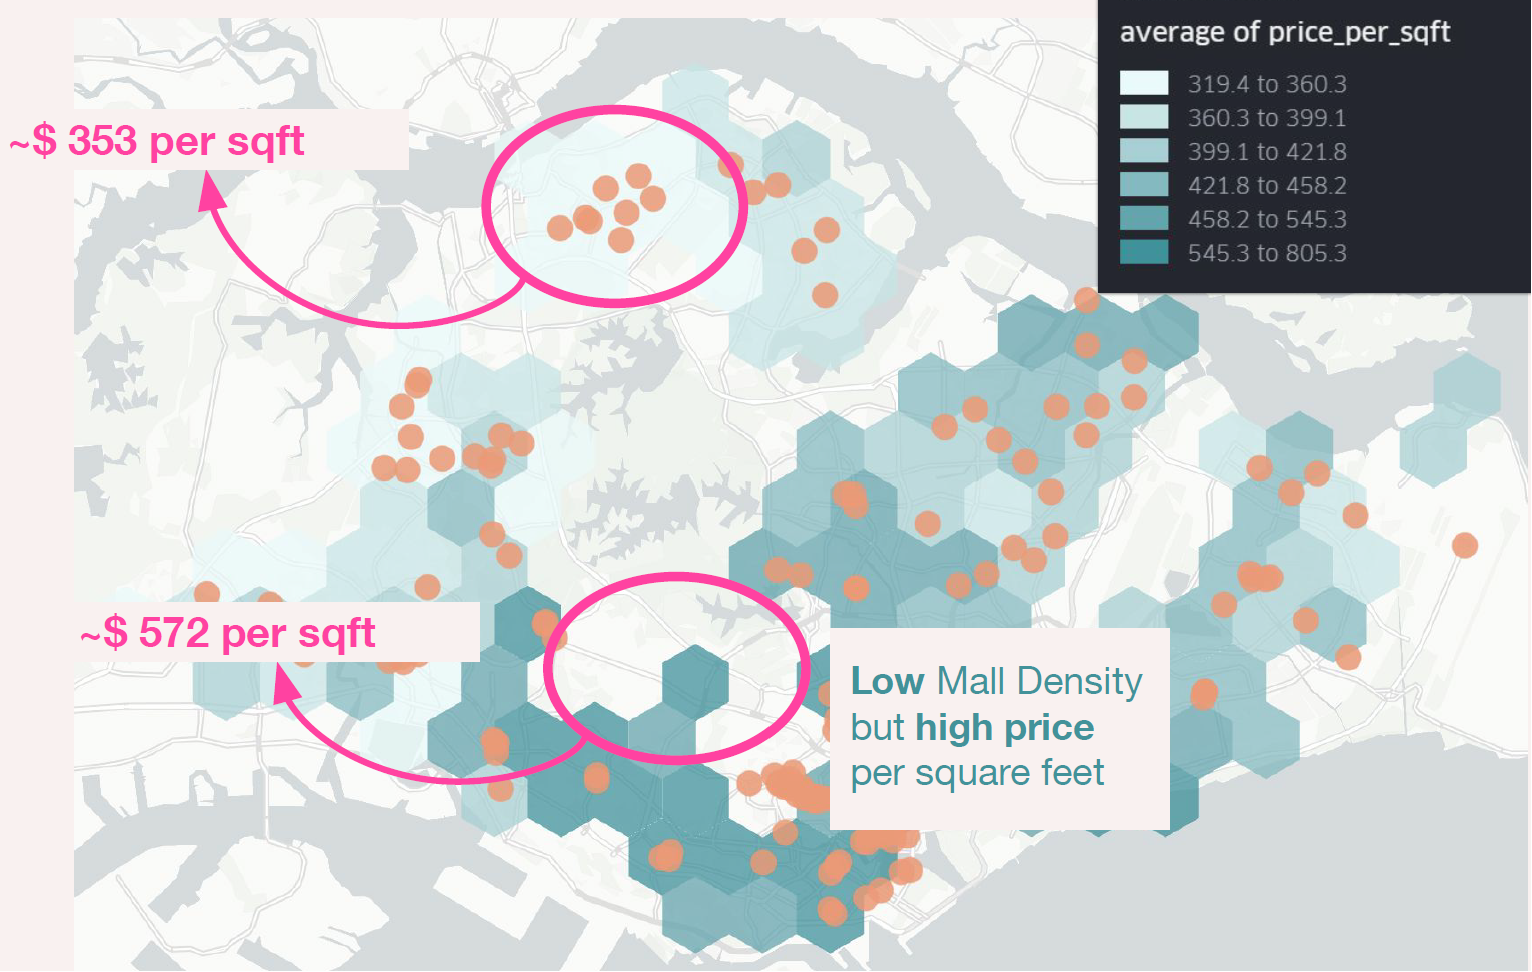 average of price_per_sqft
319.4 to 360.3
360.3 to 399.1
399.1 to 421.8
421.8 to 458.2
458.2 to 545.3
545.3 to 805.3
~$ 353 per sqft
~$ 572 per sqft
Low Mall Density
but high price
per square feet